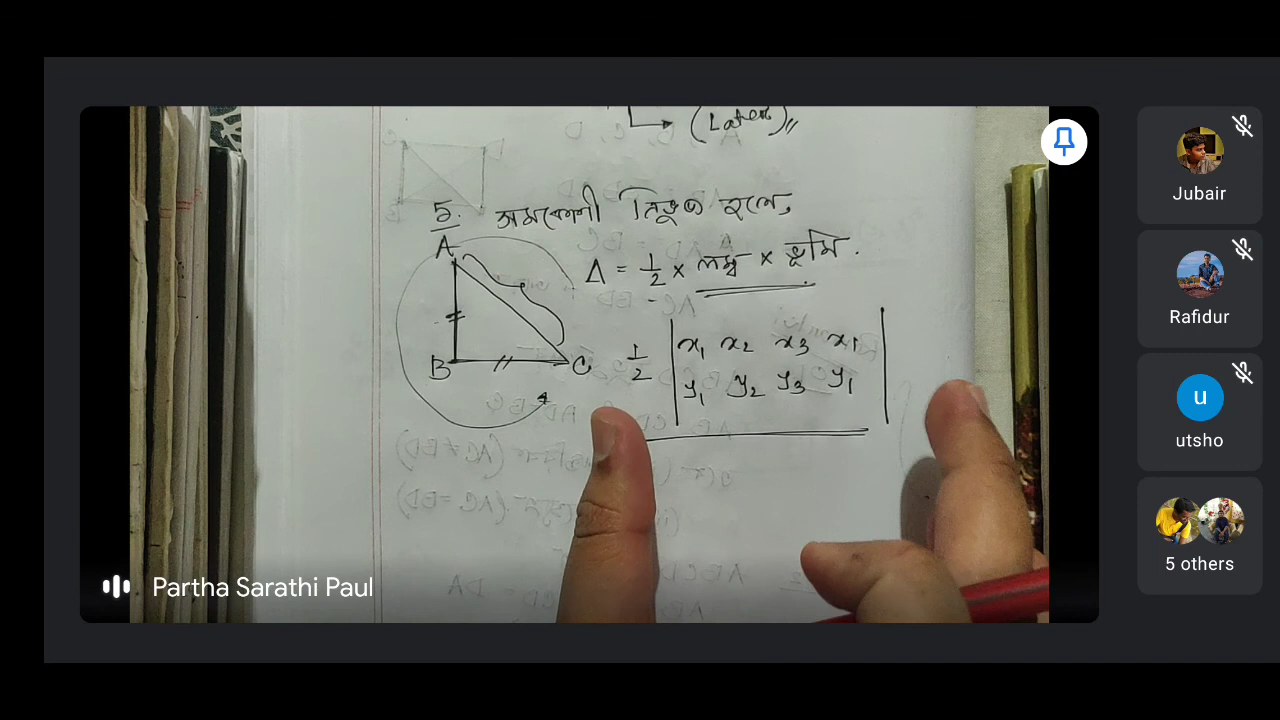 (Later)
5. সমকোণী ত্রিভুজ হলে,
A
Δ = 1/2 × লম্ব × ভূমি.
B
C
1/2 | x₁ x₂ x₃ x₁ |
| y₁ y₂ y₃ y₁ |
Partha Sarathi Paul
Jubair
Rafidur
u
utsho
5 others